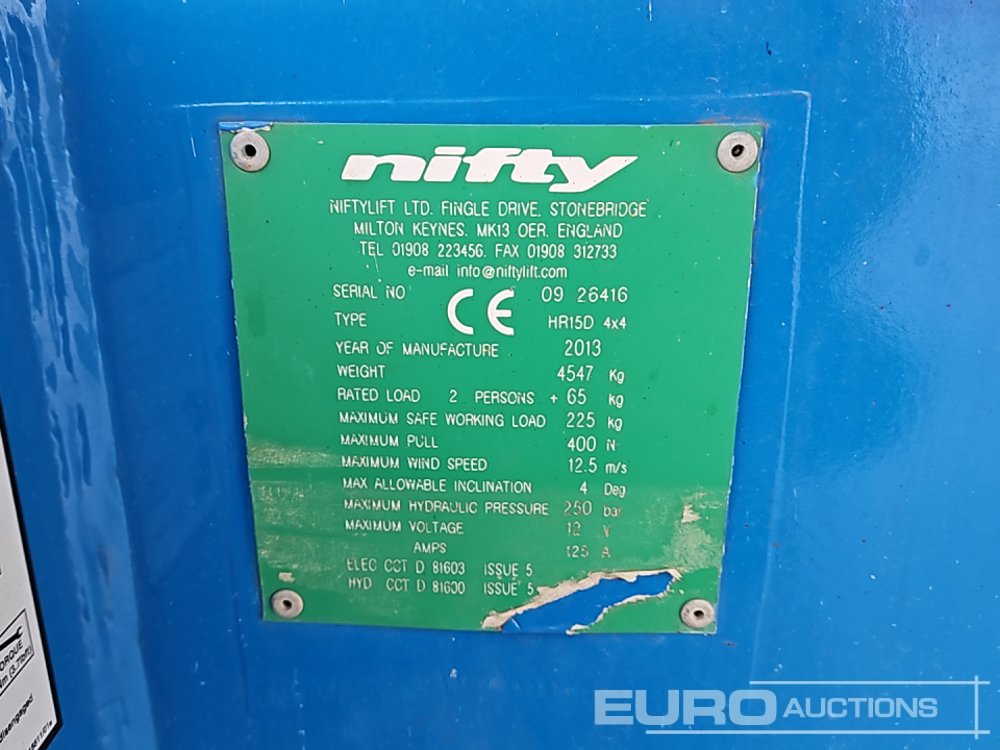 nifty
NIFTYLIFT LTD. FINGLE DRIVE. STONEBRIDGE
MILTON KEYNES. MK13 OER. ENGLAND
TEL 01908 223456. FAX 01908 312733
e-mail info@niftylift.com
SERIAL NO CE 09 26416
TYPE HR15D 4x4
YEAR OF MANUFACTURE 2013
WEIGHT 4547 Kg
RATED LOAD 2 PERSONS + 65 kg
MAXIMUM SAFE WORKING LOAD 225 kg
MAXIMUM PULL 400 N
MAXIMUM WIND SPEED 12.5 m/s
MAX ALLOWABLE INCLINATION 4 Deg
MAXIMUM HYDRAULIC PRESSURE 250 bar
MAXIMUM VOLTAGE 12 V
AMPS 125 A
ELEC CCT D 81603 ISSUE 5
HYD CCT D 81600 ISSUE 5
TORQUE
disengaged
EURO AUCTIONS